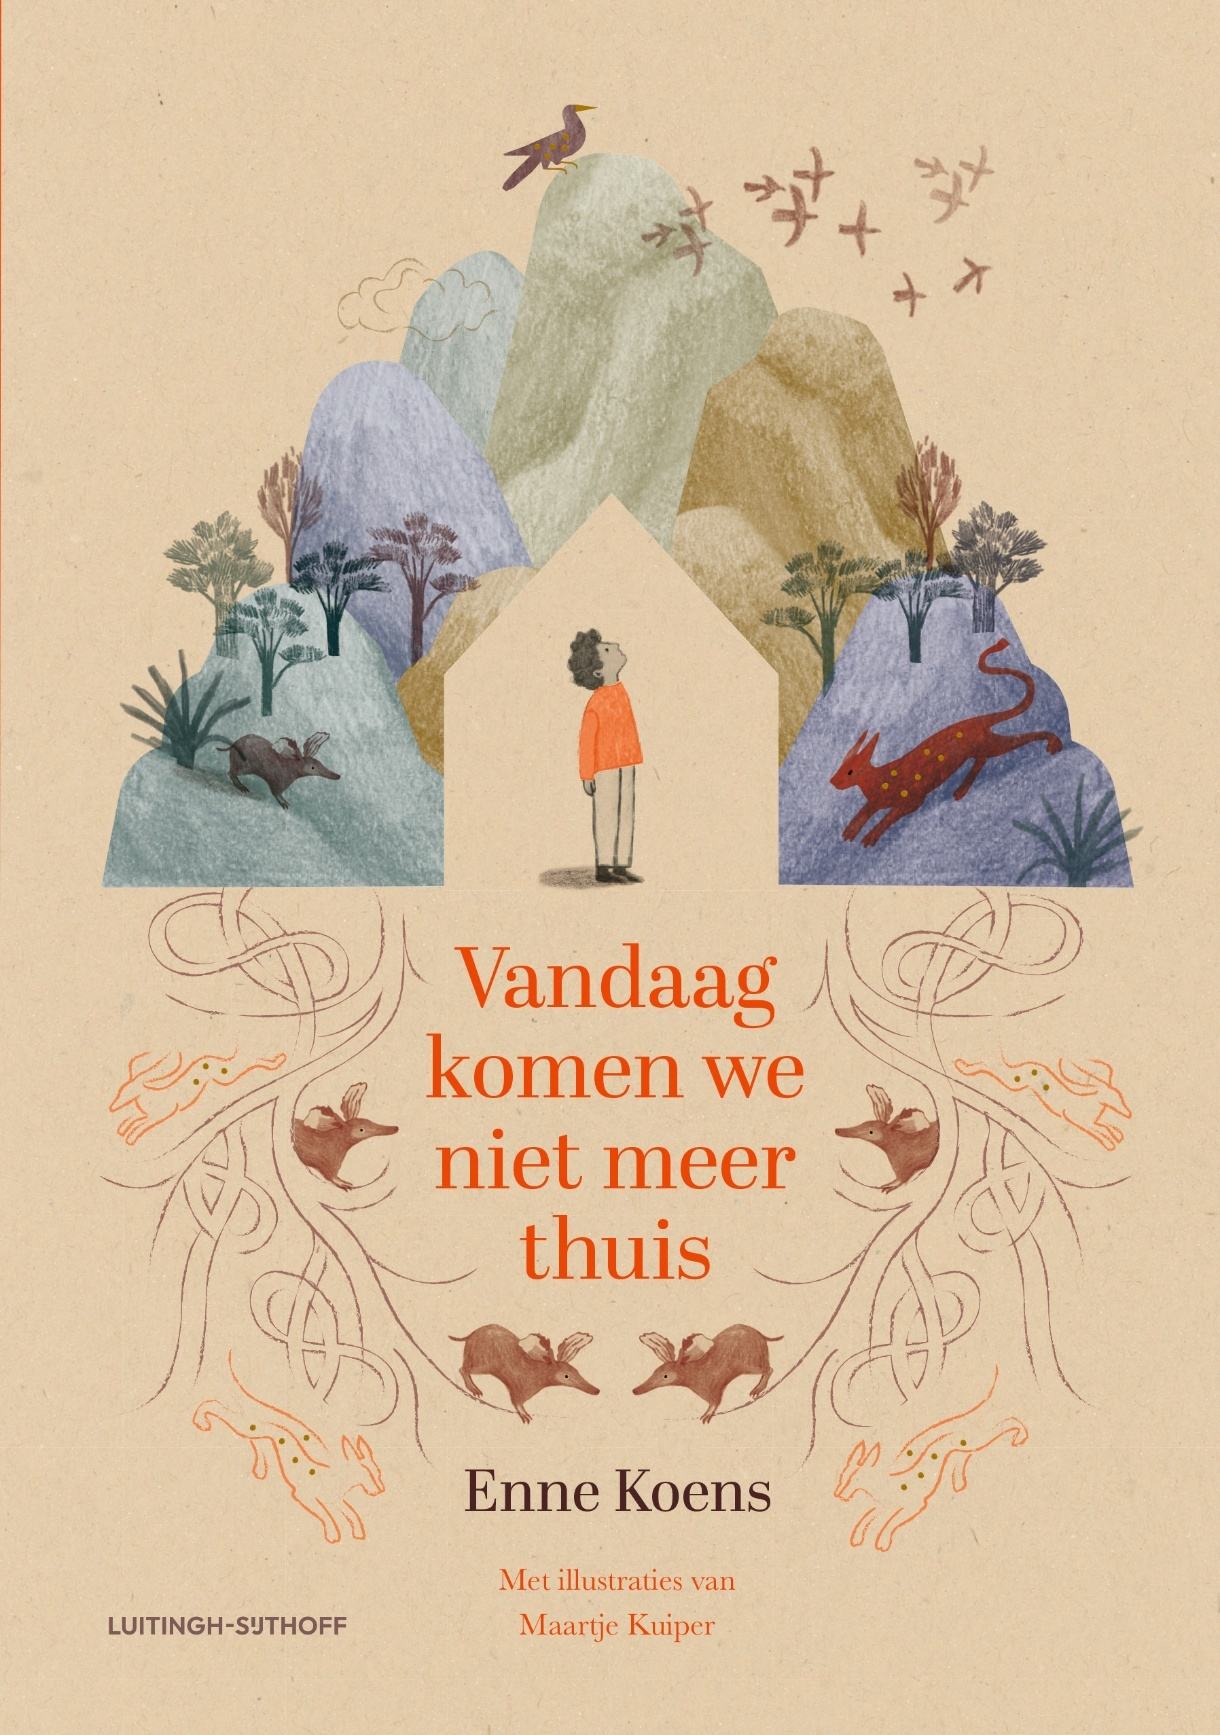 Vandaag
komen we
niet meer
thuis
Enne Koens
Met illustraties van
Maartje Kuiper
LUITINGH-SIJTHOFF